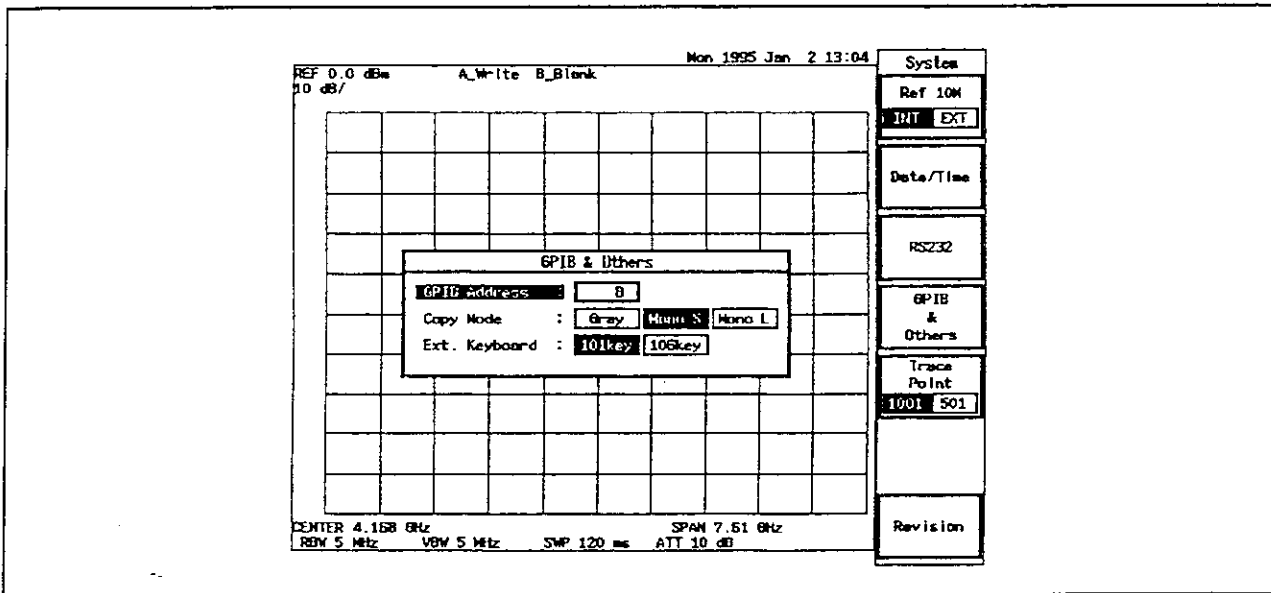 Mon 1995 Jan 2 13:04
REF 0.0 dBm A_Write B_Blank
10 dB/
GPIB & Others
GPIB Address : 8
Copy Mode : Gray Mono S Mono L
Ext. Keyboard : 101key 106key
CENTER 4.168 GHz SPAN 7.61 GHz
RBW 5 MHz VBW 5 MHz SWP 120 ms ATT 10 dB
System
Ref 10M
INT EXT
Date/Time
RS232
GPIB
&
Others
Trace
Point
1001 501
Revision